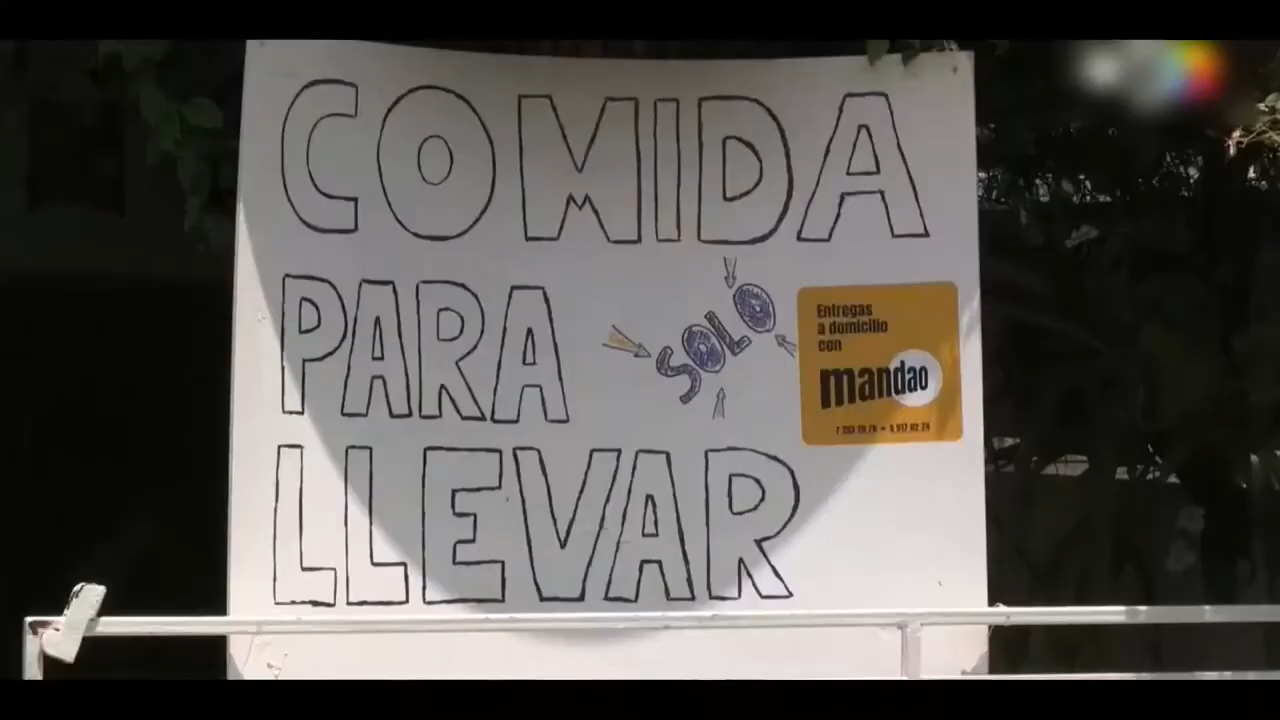 COMIDA
PARA
SOLO
LLEVAR
Entregas
a domicilio
con
mandao